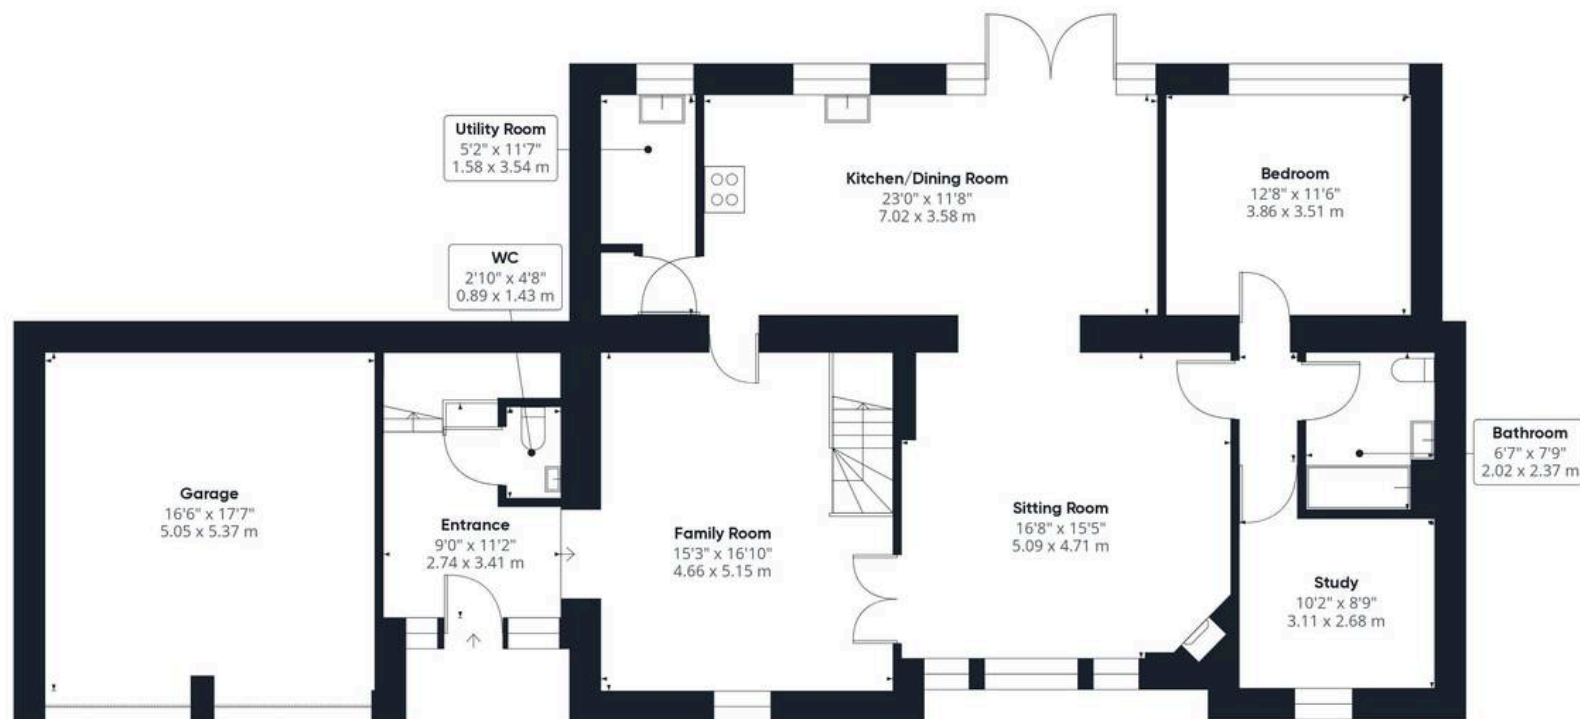 Utility Room
5'2" x 11'7"
1.58 x 3.54 m
Kitchen/Dining Room
23'0" x 11'8"
7.02 x 3.58 m
Bedroom
12'8" x 11'6"
3.86 x 3.51 m
WC
2'10" x 4'8"
0.89 x 1.43 m
Garage
16'6" x 17'7"
5.05 x 5.37 m
Entrance
9'0" x 11'2"
2.74 x 3.41 m
Family Room
15'3" x 16'10"
4.66 x 5.15 m
Sitting Room
16'8" x 15'5"
5.09 x 4.71 m
Bathroom
6'7" x 7'9"
2.02 x 2.37 m
Study
10'2" x 8'9"
3.11 x 2.68 m